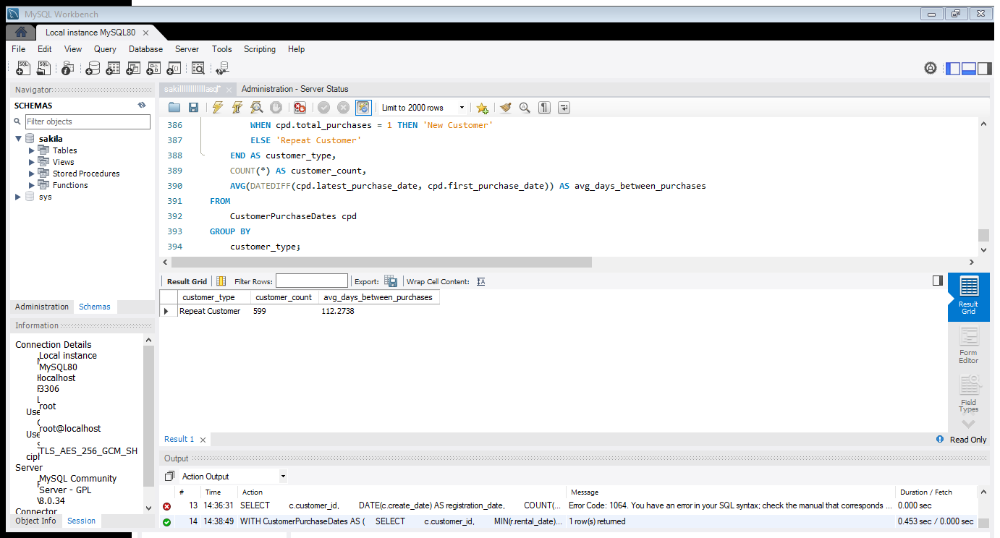 MySQL Workbench
Local instance MySQL80
File Edit View Query Database Server Tools Scripting Help
Navigator
SCHEMAS
Filter objects
sakila
Tables
Views
Stored Procedures
Functions
sys
Administration Schemas
Information
Connection Details
Local instance
MySQL80
localhost
3306
root
Use
root@localhost
Use
TLS_AES_256_GCM_SH
ciph
Server
MySQL Community
Server - GPL
8.0.34
Connector
Object Info Session
Administration - Server Status
Limit to 2000 rows
386 WHEN cpd.total_purchases = 1 THEN 'New Customer'
387 ELSE 'Repeat Customer'
388 END AS customer_type,
389 COUNT(*) AS customer_count,
390 AVG(DATEDIFF(cpd.latest_purchase_date, cpd.first_purchase_date)) AS avg_days_between_purchases
391 FROM
392 CustomerPurchaseDates cpd
393 GROUP BY
394 customer_type;
Result Grid Filter Rows: Export: Wrap Cell Content:
customer_type customer_count avg_days_between_purchases
Repeat Customer 599 112.2738
Result
Grid
Form
Editor
Field
Types
Result 1
Read Only
Output
Action Output
# Time Action Message Duration / Fetch
13 14:36:31 SELECT c.customer_id, DATE(c.create_date) AS registration_date, COUNT(... Error Code: 1064. You have an error in your SQL syntax; check the manual that corresponds ... 0.000 sec
14 14:38:49 WITH CustomerPurchaseDates AS ( SELECT c.customer_id, MIN(r.rental_date)... 1 row(s) returned 0.453 sec / 0.000 sec